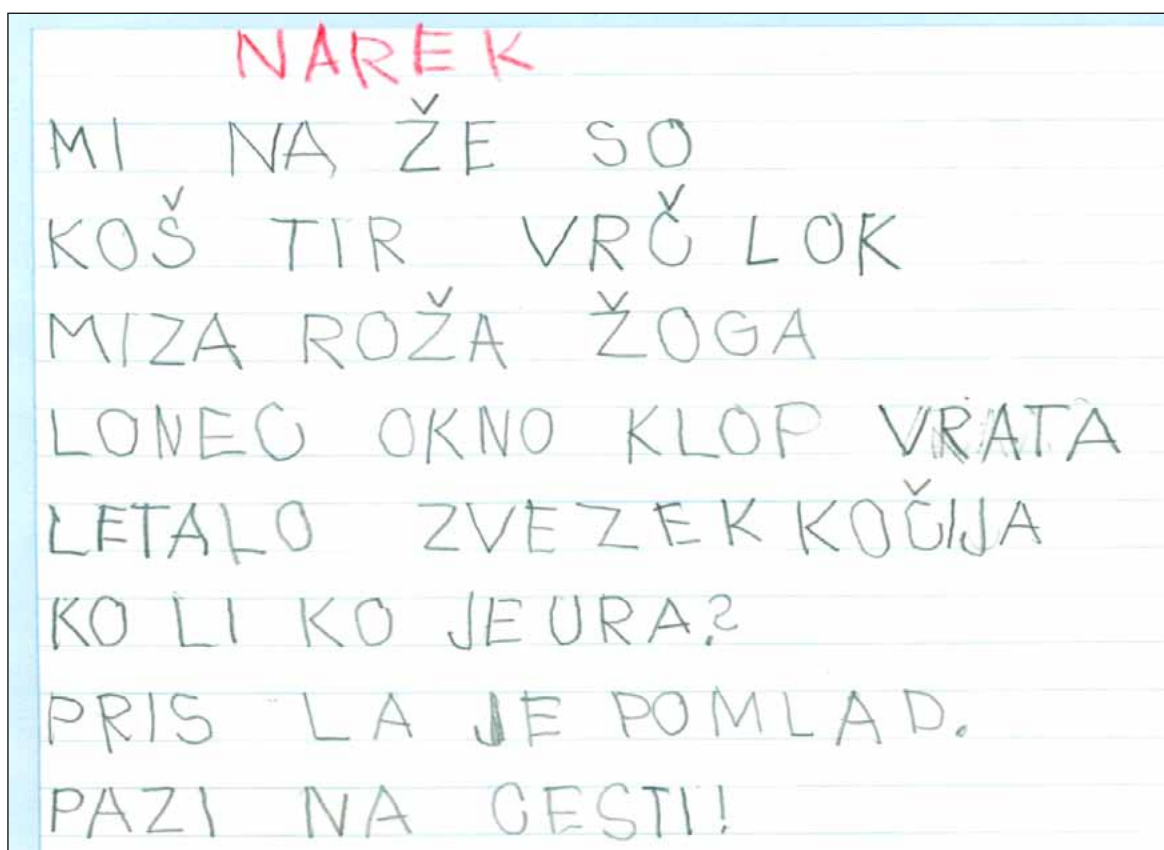 NAREK
MI NA ŽE SO
KOŠ TIR VRČ LOK
MIZA ROŽA ŽOGA
LONEC OKNO KLOP VRATA
LETALO ZVEZEK KOČIJA
KO LI KO JE URA?
PRIS LA JE POMLAD.
PAZI NA CESTI!